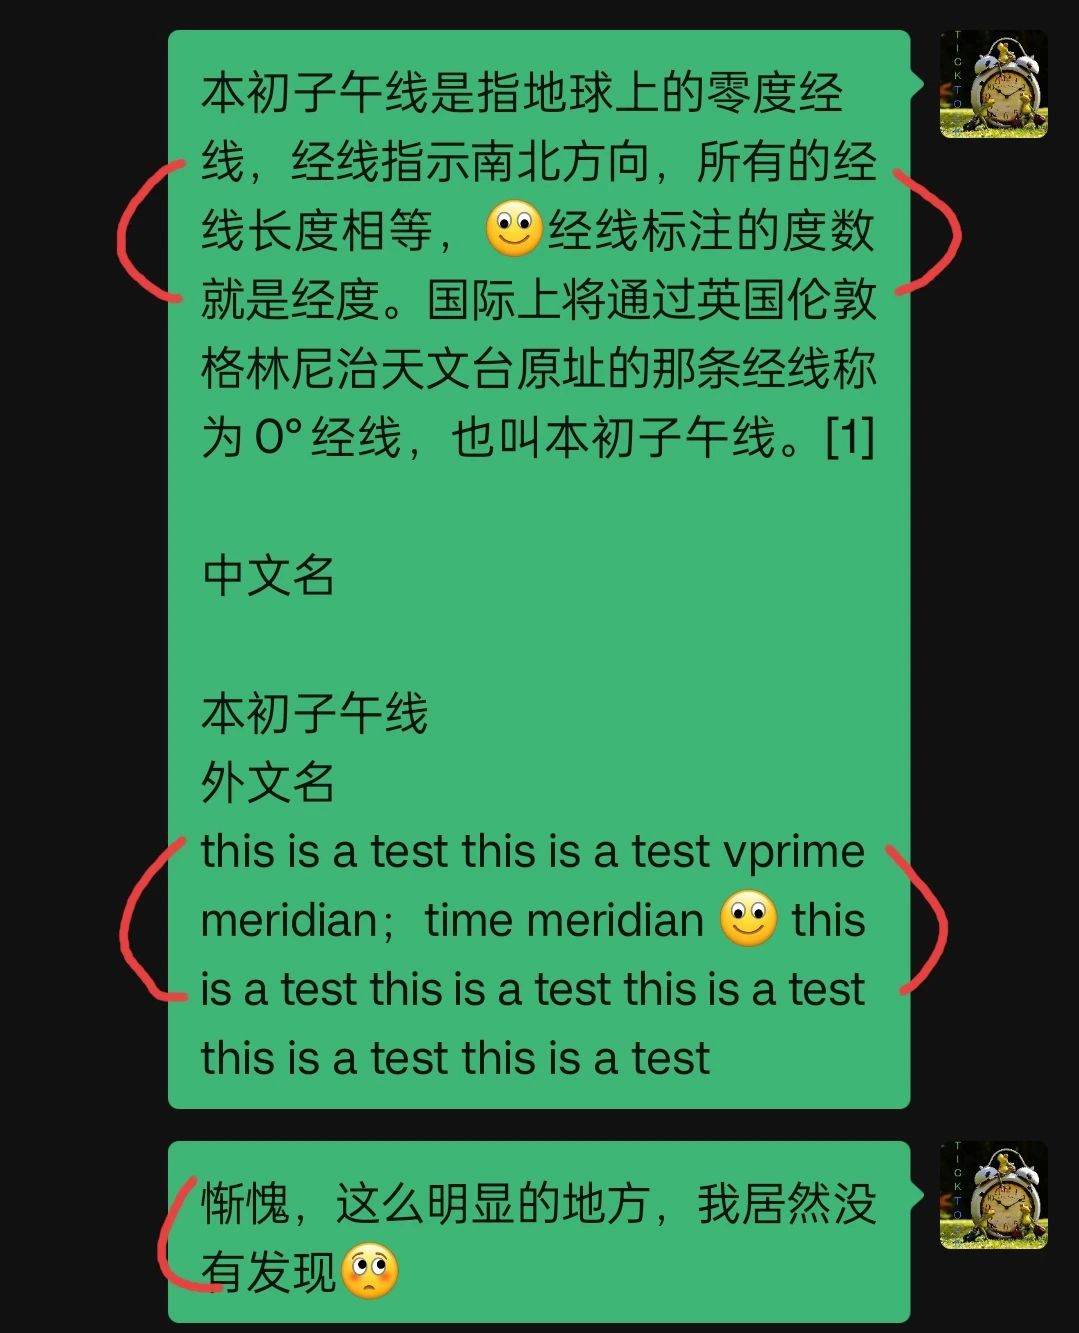 本初子午线是指地球上的零度经
线，经线指示南北方向，所有的经
线长度相等，🙂经线标注的度数
就是经度。国际上将通过英国伦敦
格林尼治天文台原址的那条经线称
为 0° 经线，也叫本初子午线。[1]
中文名
本初子午线
外文名
this is a test this is a test vprime
meridian；time meridian 🙂 this
is a test this is a test this is a test
this is a test this is a test
惭愧，这么明显的地方，我居然没
有发现🙄
TICKTO
TICKTO